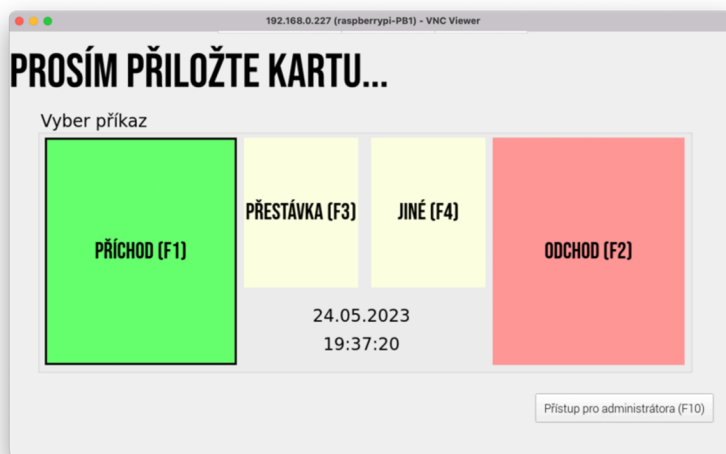 192.168.0.227 (raspberrypi-PB1) - VNC Viewer
PROSÍM PŘILOŽTE KARTU...
Vyber příkaz
PŘÍCHOD (F1)
PŘESTÁVKA (F3)
JINÉ (F4)
ODCHOD (F2)
24.05.2023
19:37:20
Přístup pro administrátora (F10)